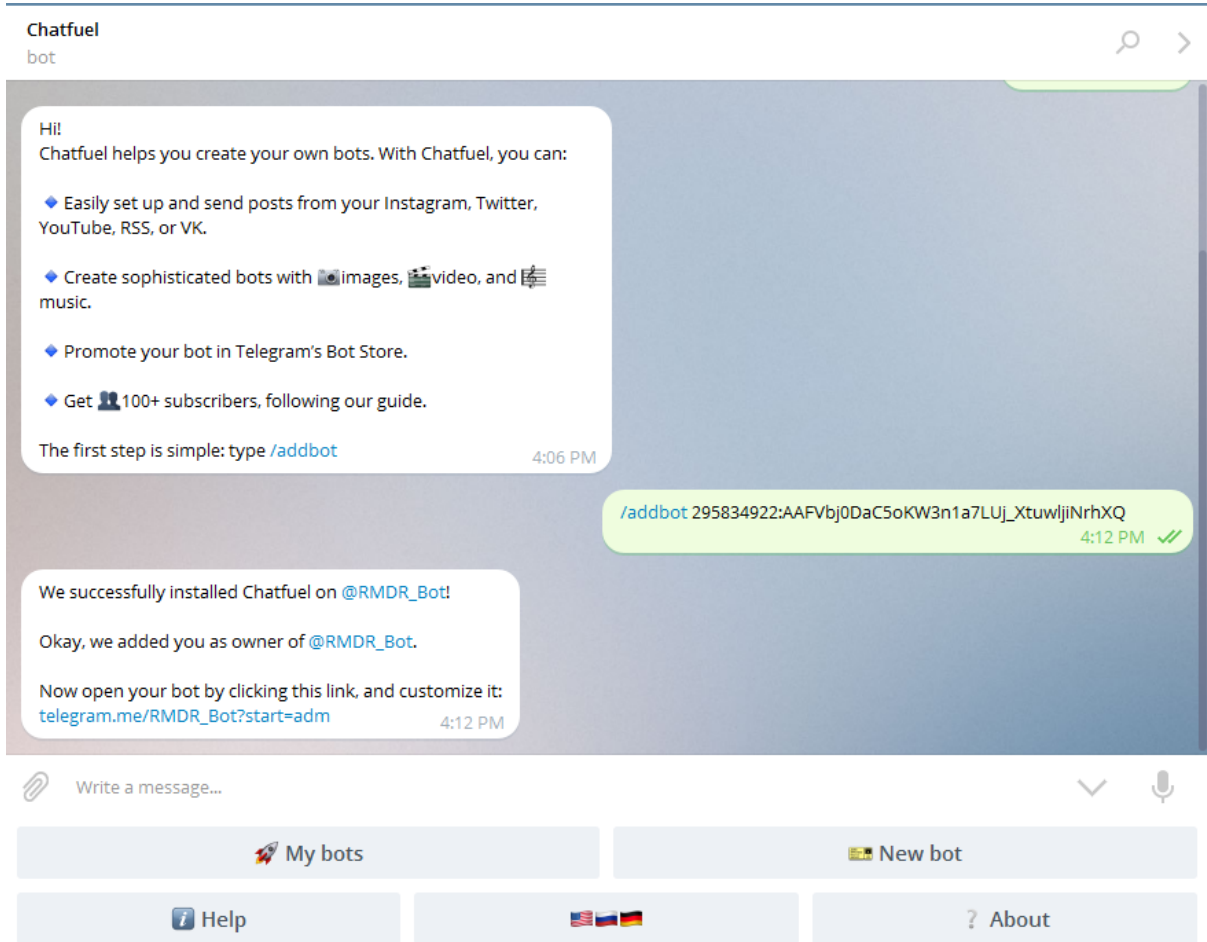 Chatfuel
bot
Hi!
Chatfuel helps you create your own bots. With Chatfuel, you can:
🔹 Easily set up and send posts from your Instagram, Twitter,
YouTube, RSS, or VK.
🔹 Create sophisticated bots with 📷images, 🎬video, and 🎼
music.
🔹 Promote your bot in Telegram's Bot Store.
🔹 Get 👥100+ subscribers, following our guide.
The first step is simple: type /addbot
4:06 PM
/addbot 295834922:AAFVbj0DaC5oKW3n1a7LUj_XtuwljiNrhXQ
4:12 PM
We successfully installed Chatfuel on @RMDR_Bot!
Okay, we added you as owner of @RMDR_Bot.
Now open your bot by clicking this link, and customize it:
telegram.me/RMDR_Bot?start=adm
4:12 PM
Write a message...
🚀 My bots
🎫 New bot
ℹ️ Help
🇺🇸🇷🇺🇩🇪
❔ About